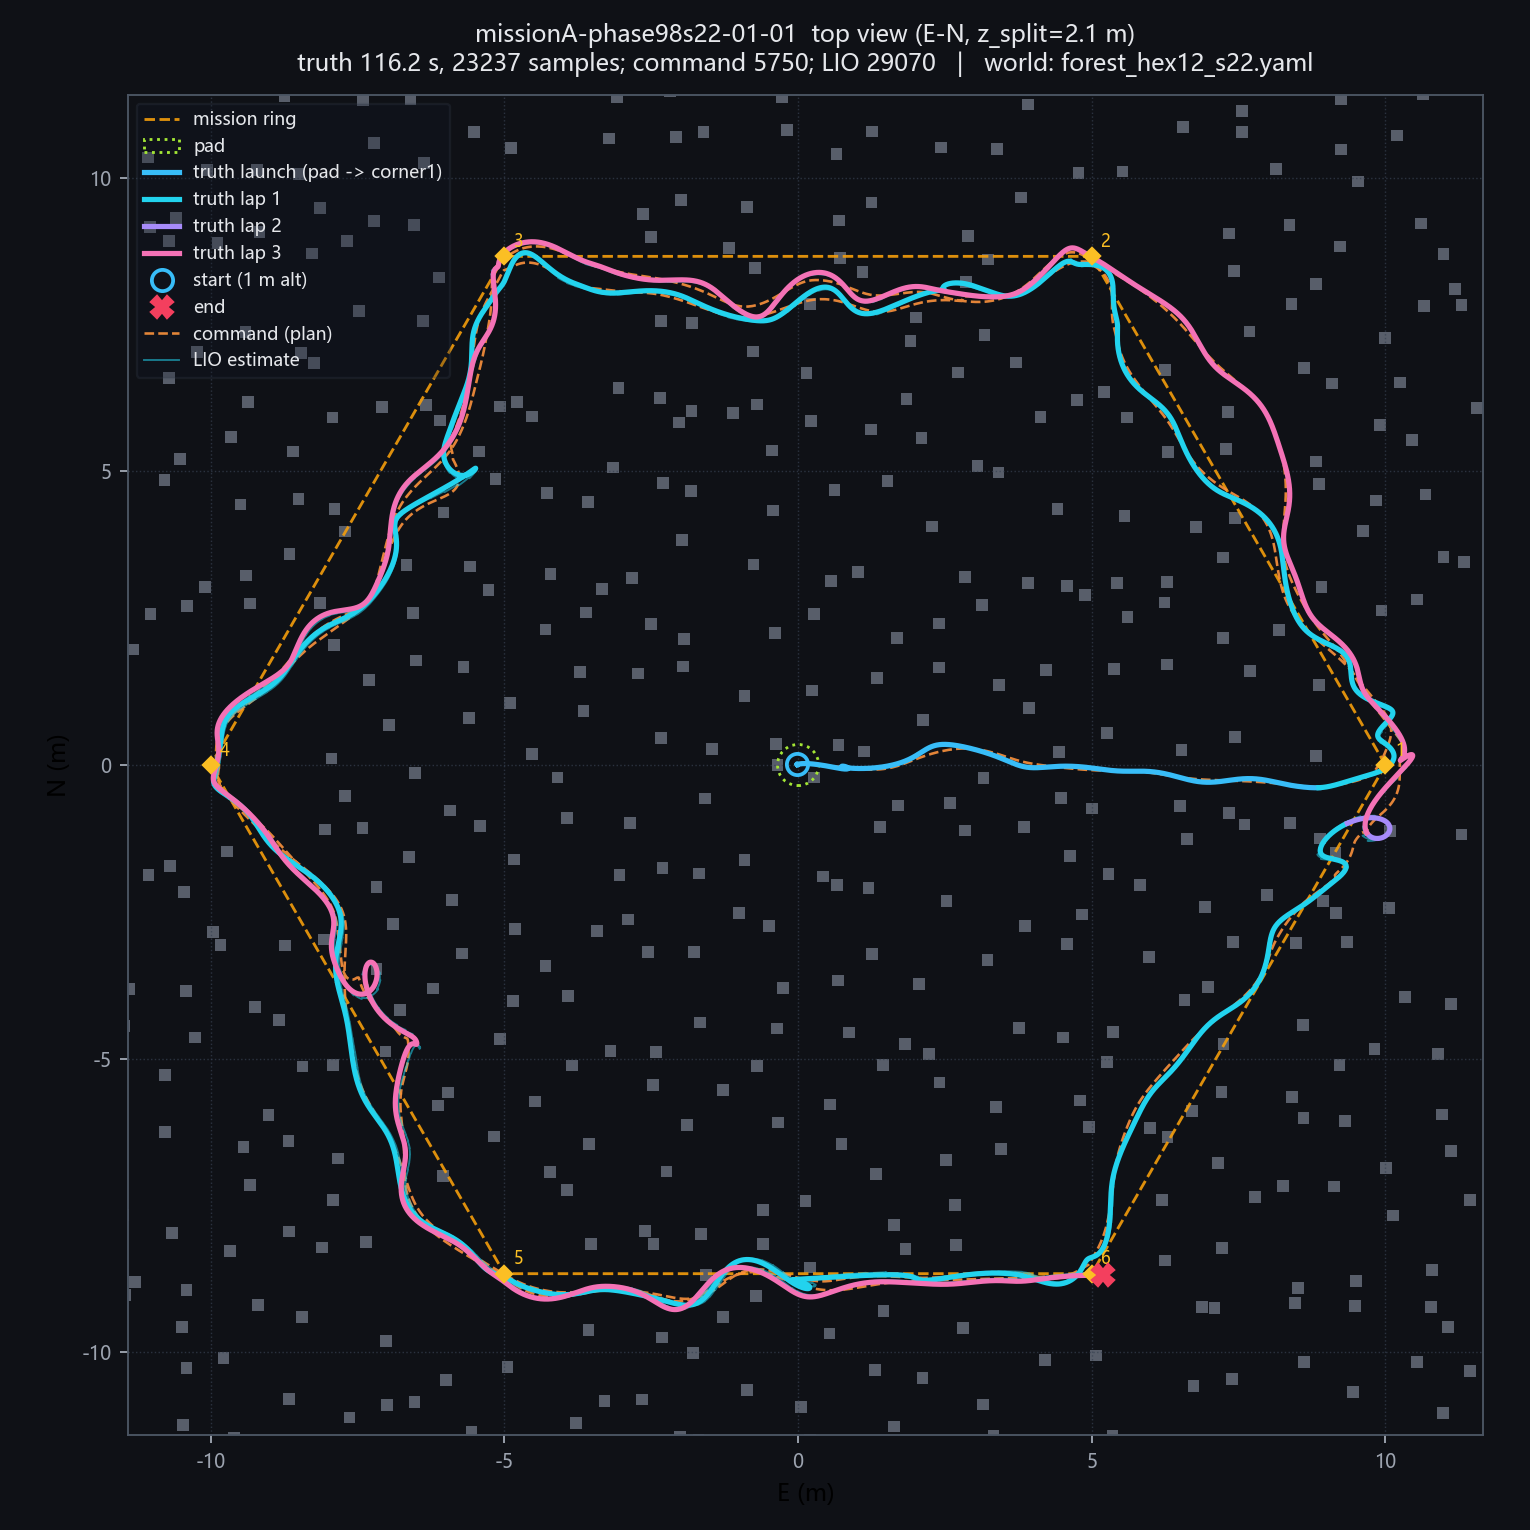 missionA-phase98s22-01-01  top view (E-N, z_split=2.1 m)
truth 116.2 s, 23237 samples; command 5750; LIO 29070   |   world: forest_hex12_s22.yaml
mission ring
pad
truth launch (pad -> corner1)
truth lap 1
truth lap 2
truth lap 3
start (1 m alt)
end
command (plan)
LIO estimate
10
5
0
-5
-10
N (m)
3
2
4
5
6
-10
-5
0
5
10
E (m)